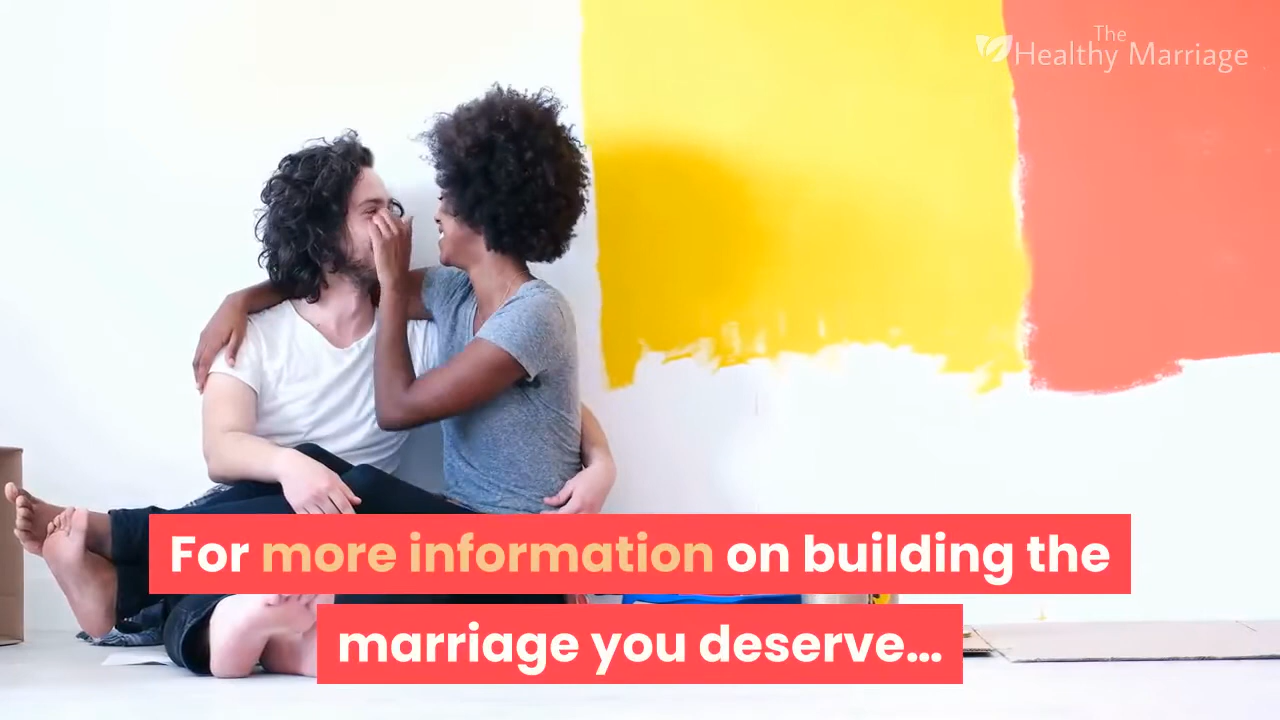 The
Healthy Marriage
For more information on building the
marriage you deserve...